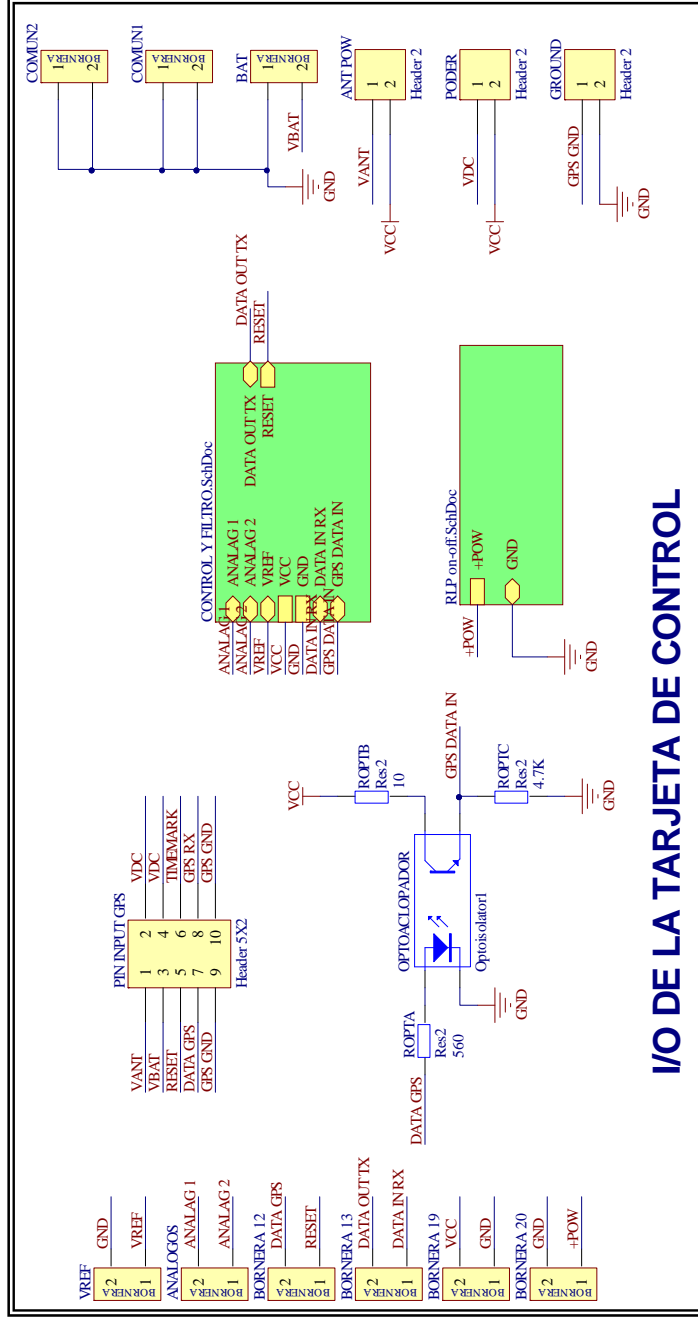 VREF
BORNERA
2 GND
1 VREF
ANALOGOS
BORNERA
2 ANALAG 1
1 ANALAG 2
BORNERA 12
BORNERA
2 DATA GPS
1 RESET
BORNERA 13
BORNERA
2 DATA OUT TX
1 DATA IN RX
BORNERA 19
BORNERA
2 VCC
1 GND
BORNERA 20
BORNERA
2 GND
1 +POW
PIN INPUT GPS
VANT 1 2 VDC
VBAT 3 4 VDC
RESET 5 6 TIMEMARK
DATA GPS 7 8 GPS RX
GPS GND 9 10 GPS GND
Header 5X2
VCC
ROPTB
Res2
10
OPTOACLOPADOR
Optoisolator1
ROPTA
Res2
560
DATA GPS
GND
GPS DATA IN
ROPTC
Res2
4.7K
GND
CONTROL Y FILTRO.SchDoc
ANALAG 1 ANALAG 1
ANALAG 2 ANALAG 2
VREF VREF
VCC VCC
GND GND
DATA IN RX DATA IN RX
GPS DATA IN GPS DATA IN
DATA OUT TX DATA OUT TX
RESET RESET
RLP on-off.SchDoc
+POW +POW
GND
GND
COMUN2
1
2
BORNERA
COMUN1
1
2
BORNERA
BAT
1
2
BORNERA
VBAT
GND
ANT POW
VANT 1
VCC 2
Header 2
PODER
VDC 1
VCC 2
Header 2
GROUND
GPS GND 1
2
Header 2
GND
I/O DE LA TARJETA DE CONTROL